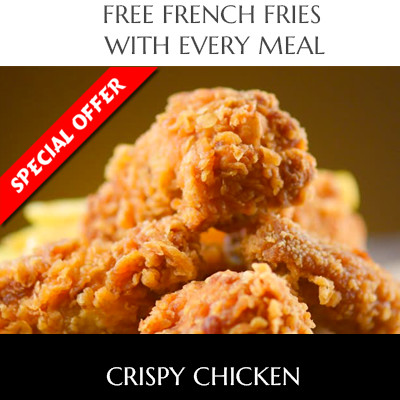 FREE FRENCH FRIES
WITH EVERY MEAL
SPECIAL OFFER
CRISPY CHICKEN